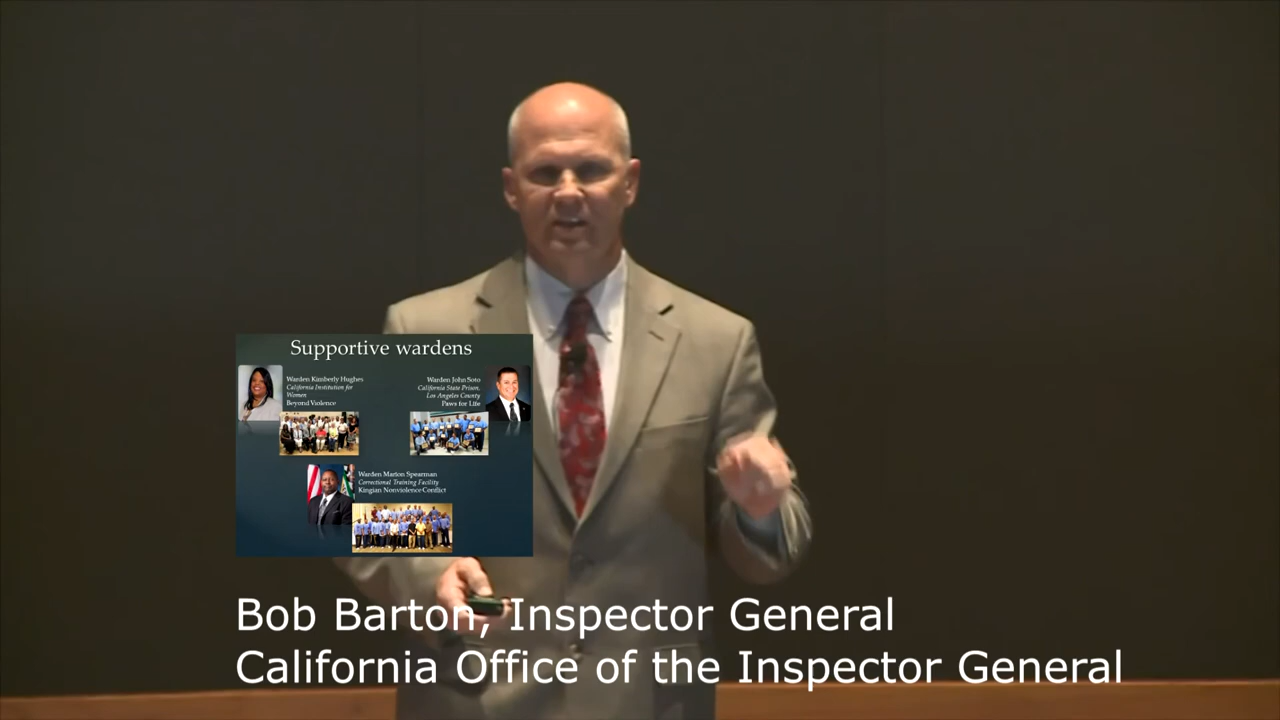 Supportive wardens
Warden Kimberly Hughes
California Institution for
Women
Beyond Violence
Warden John Soto
California State Prison,
Los Angeles County
Paws for Life
Warden Marion Spearman
Correctional Training Facility
Kingian Nonviolence Conflict
Bob Barton, Inspector General
California Office of the Inspector General